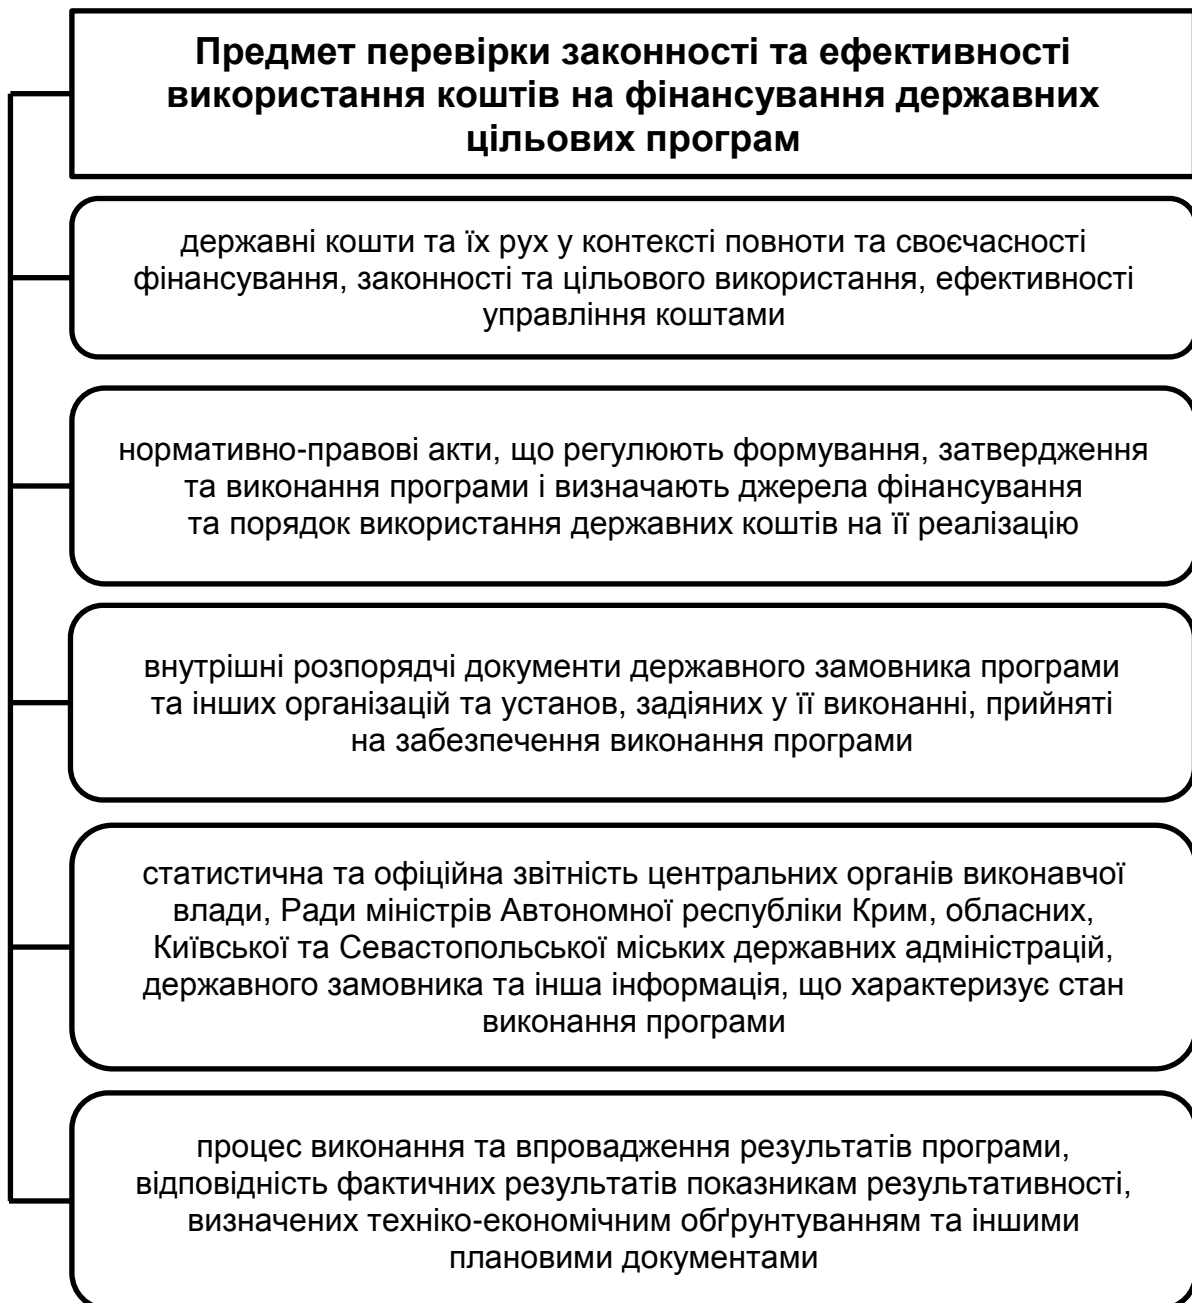 Предмет перевірки законності та ефективності
використання коштів на фінансування державних
цільових програм
державні кошти та їх рух у контексті повноти та своєчасності
фінансування, законності та цільового використання, ефективності
управління коштами
нормативно-правові акти, що регулюють формування, затвердження
та виконання програми і визначають джерела фінансування
та порядок використання державних коштів на її реалізацію
внутрішні розпорядчі документи державного замовника програми
та інших організацій та установ, задіяних у її виконанні, прийняті
на забезпечення виконання програми
статистична та офіційна звітність центральних органів виконавчої
влади, Ради міністрів Автономної республіки Крим, обласних,
Київської та Севастопольської міських державних адміністрацій,
державного замовника та інша інформація, що характеризує стан
виконання програми
процес виконання та впровадження результатів програми,
відповідність фактичних результатів показникам результативності,
визначених техніко-економічним обґрунтуванням та іншими
плановими документами